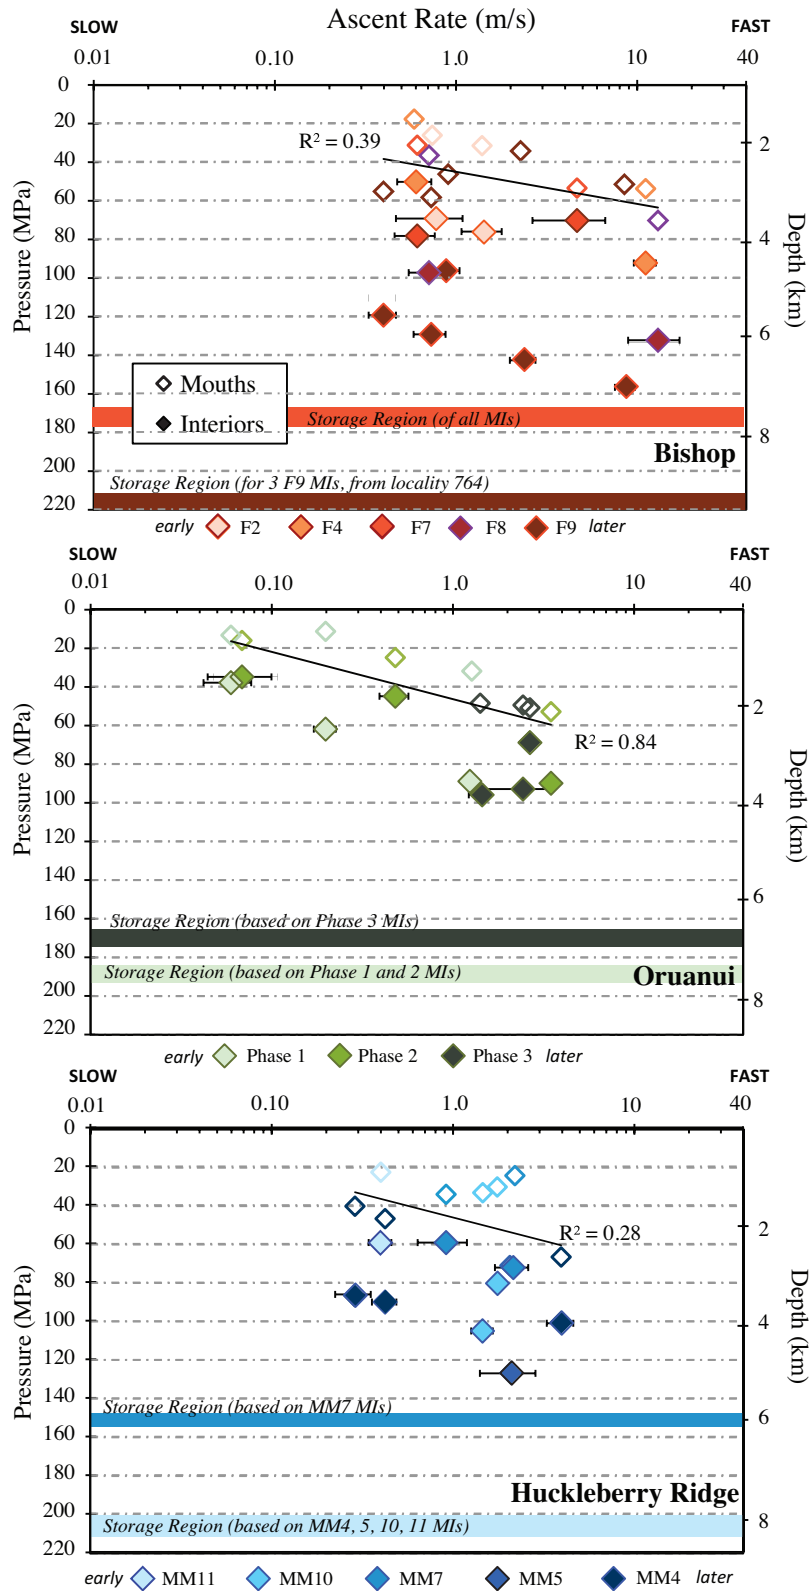 Ascent Rate (m/s)
SLOW FAST
0.01 0.10 1.0 10 40
0
20
40
60
80
100
120
140
160
180
200
220
Pressure (MPa)
2
4
6
8
Depth (km)
R² = 0.39
Mouths
Interiors
Storage Region (of all MIs)
Bishop
Storage Region (for 3 F9 MIs, from locality 764)
early F2 F4 F7 F8 F9 later
SLOW FAST
0.01 0.10 1.0 10 40
0
20
40
60
80
100
120
140
160
180
200
220
Pressure (MPa)
2
4
6
8
Depth (km)
R² = 0.84
Storage Region (based on Phase 3 MIs)
Storage Region (based on Phase 1 and 2 MIs)
Oruanui
early Phase 1 Phase 2 Phase 3 later
SLOW FAST
0.01 0.10 1.0 10 40
0
20
40
60
80
100
120
150
160
180
200
220
Pressure (MPa)
2
4
6
8
Depth (km)
R² = 0.28
Storage Region (based on MM7 MIs)
Huckleberry Ridge
Storage Region (based on MM4, 5, 10, 11 MIs)
early MM11 MM10 MM7 MM5 MM4 later